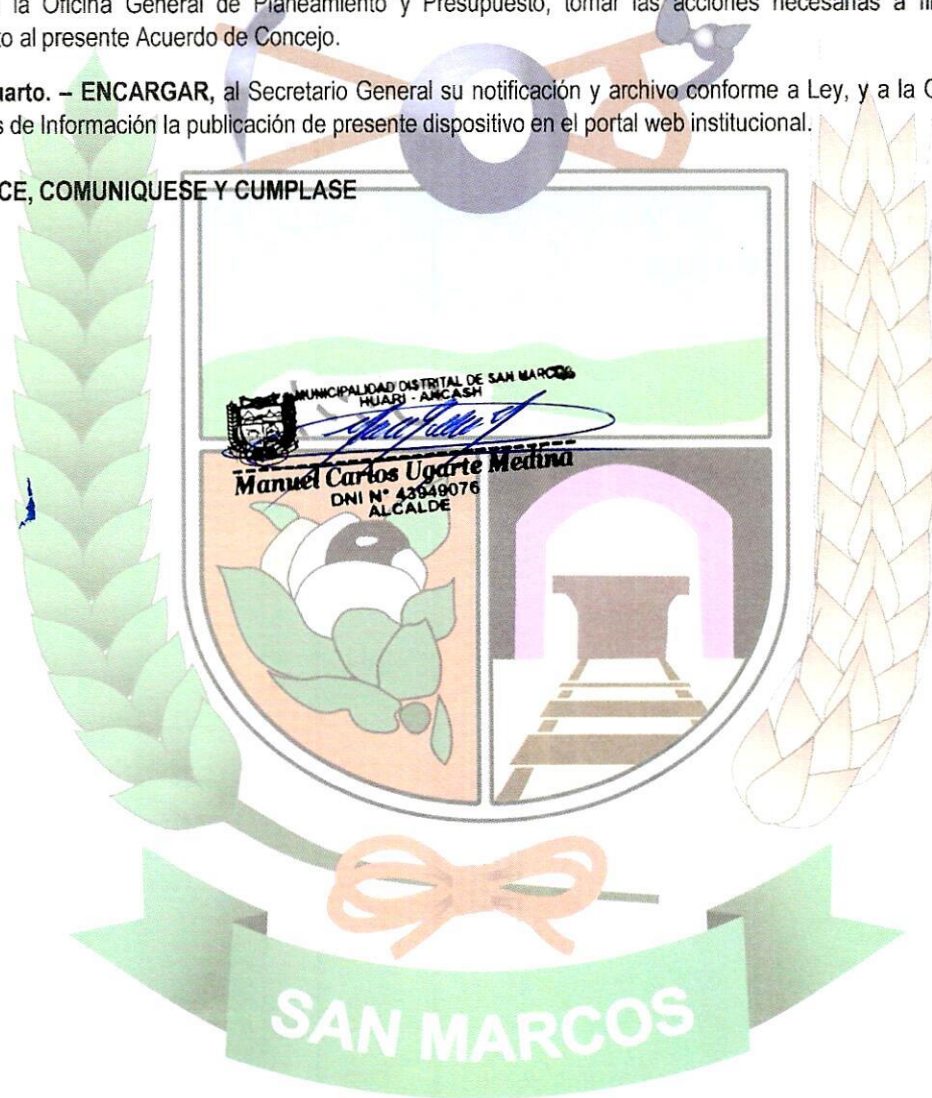 la Oficina General de Planeamiento y Presupuesto, tomar las acciones necesarias a
to al presente Acuerdo de Concejo.
uarto. – ENCARGAR, al Secretario General su notificación y archivo conforme a Ley, y a la
s de Información la publicación de presente dispositivo en el portal web institucional.
CE, COMUNIQUESE Y CUMPLASE
MUNICIPALIDAD DISTRITAL DE SAN MARCOS
HUARI - ANCASH
Manuel Carlos Ugarte Medina
DNI N° 43949076
ALCALDE
SAN MARCOS